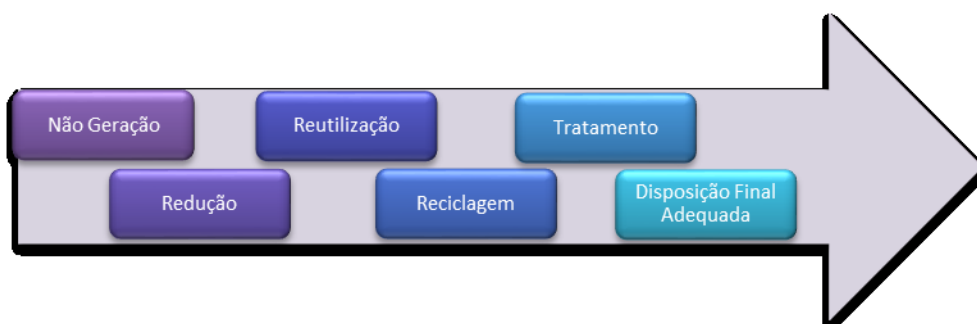 Não Geração
Redução
Reutilização
Reciclagem
Tratamento
Disposição Final
Adequada